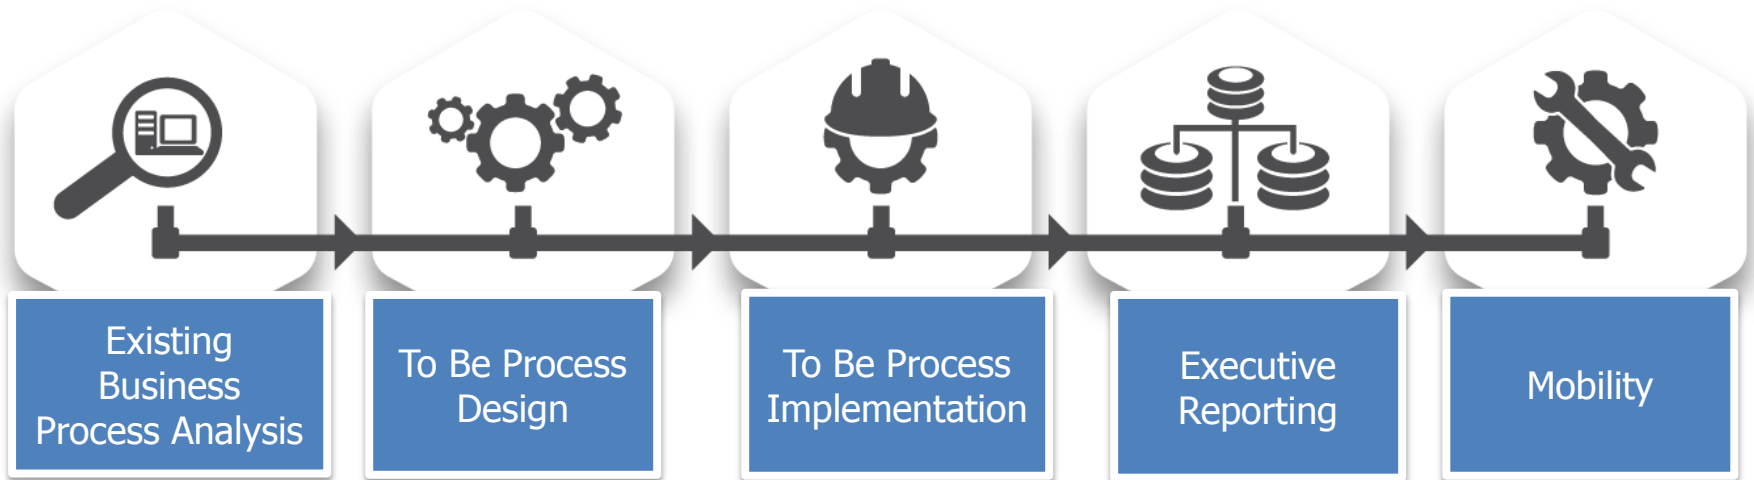 Existing
Business
Process Analysis
To Be Process
Design
To Be Process
Implementation
Executive
Reporting
Mobility